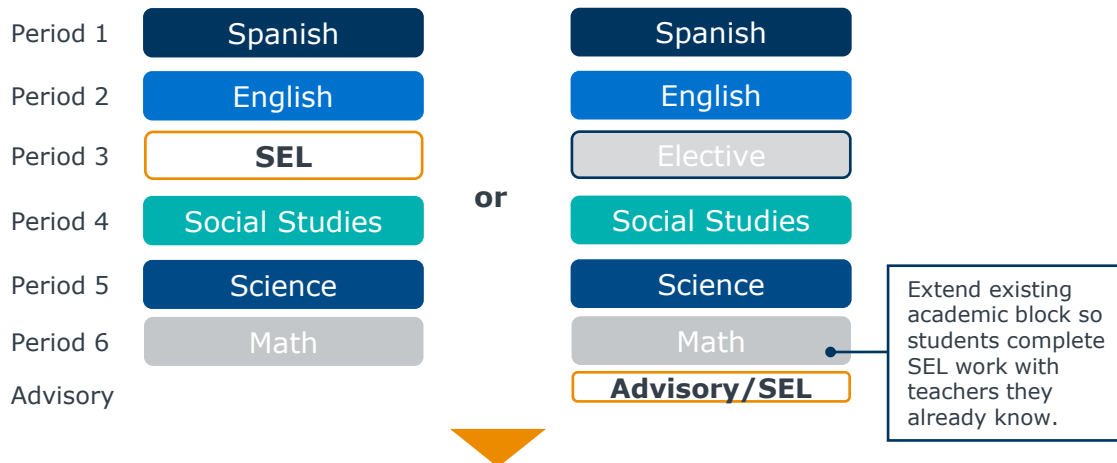 Period 1 Spanish Spanish
Period 2 English English
Period 3 SEL Elective
or
Period 4 Social Studies Social Studies
Period 5 Science Science
Period 6 Math Math
Advisory Advisory/SEL
Extend existing
academic block so
students complete
SEL work with
teachers they
already know.